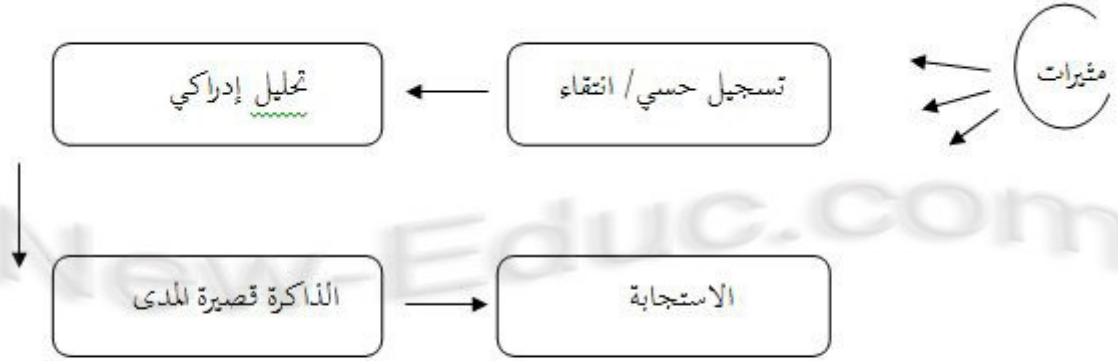 مثيرات
تسجيل حسي/ انتقاء
تحليل إدراكي
New-Educ.com
الذاكرة قصيرة المدى
الاستجابة